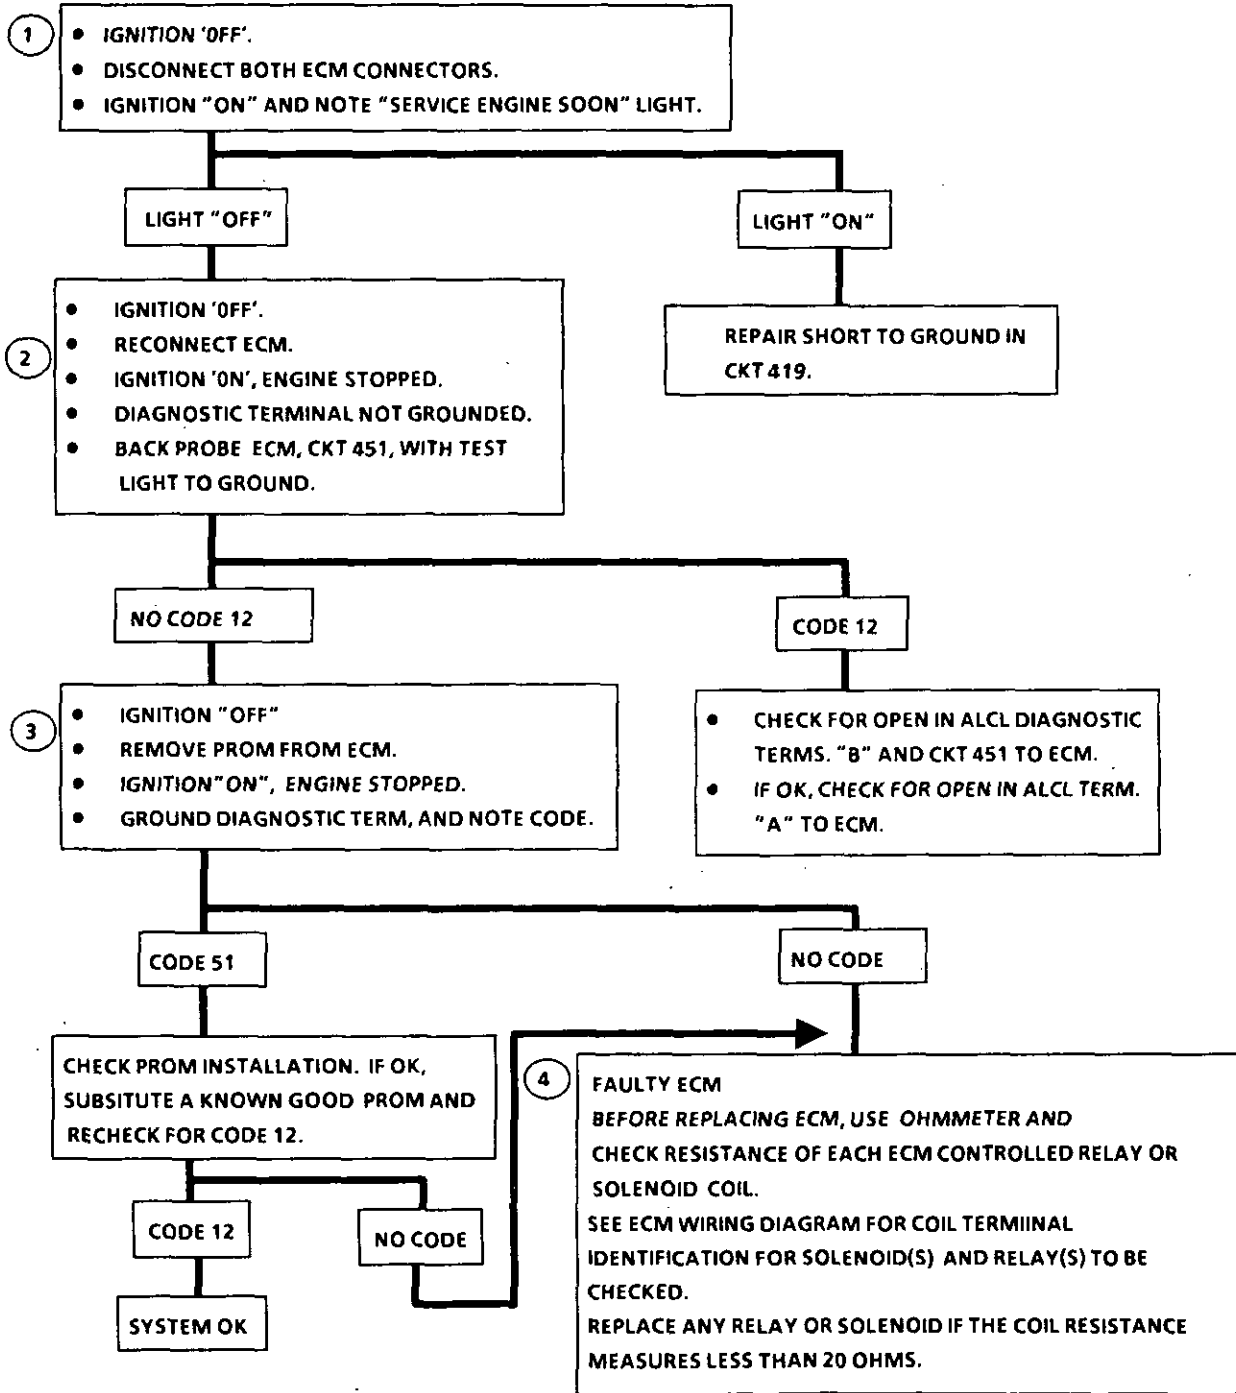 1
• IGNITION 'OFF'.
• DISCONNECT BOTH ECM CONNECTORS.
• IGNITION "ON" AND NOTE "SERVICE ENGINE SOON" LIGHT.
LIGHT "OFF"
LIGHT "ON"
REPAIR SHORT TO GROUND IN
CKT 419.
2
• IGNITION 'OFF'.
• RECONNECT ECM.
• IGNITION 'ON', ENGINE STOPPED.
• DIAGNOSTIC TERMINAL NOT GROUNDED.
• BACK PROBE ECM, CKT 451, WITH TEST
LIGHT TO GROUND.
NO CODE 12
CODE 12
3
• IGNITION "OFF"
• REMOVE PROM FROM ECM.
• IGNITION "ON", ENGINE STOPPED.
• GROUND DIAGNOSTIC TERM, AND NOTE CODE.
• CHECK FOR OPEN IN ALCL DIAGNOSTIC
TERMS. "B" AND CKT 451 TO ECM.
• IF OK, CHECK FOR OPEN IN ALCL TERM.
"A" TO ECM.
CODE 51
NO CODE
CHECK PROM INSTALLATION. IF OK,
SUBSITUTE A KNOWN GOOD PROM AND
RECHECK FOR CODE 12.
CODE 12
NO CODE
SYSTEM OK
4
FAULTY ECM
BEFORE REPLACING ECM, USE OHMMETER AND
CHECK RESISTANCE OF EACH ECM CONTROLLED RELAY OR
SOLENOID COIL.
SEE ECM WIRING DIAGRAM FOR COIL TERMIINAL
IDENTIFICATION FOR SOLENOID(S) AND RELAY(S) TO BE
CHECKED.
REPLACE ANY RELAY OR SOLENOID IF THE COIL RESISTANCE
MEASURES LESS THAN 20 OHMS.